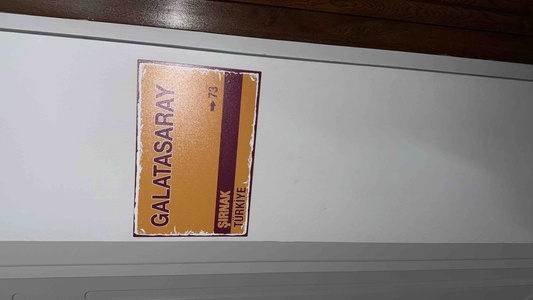 GALATASARAY
➡ 73
ŞIRNAK
TÜRKİYE